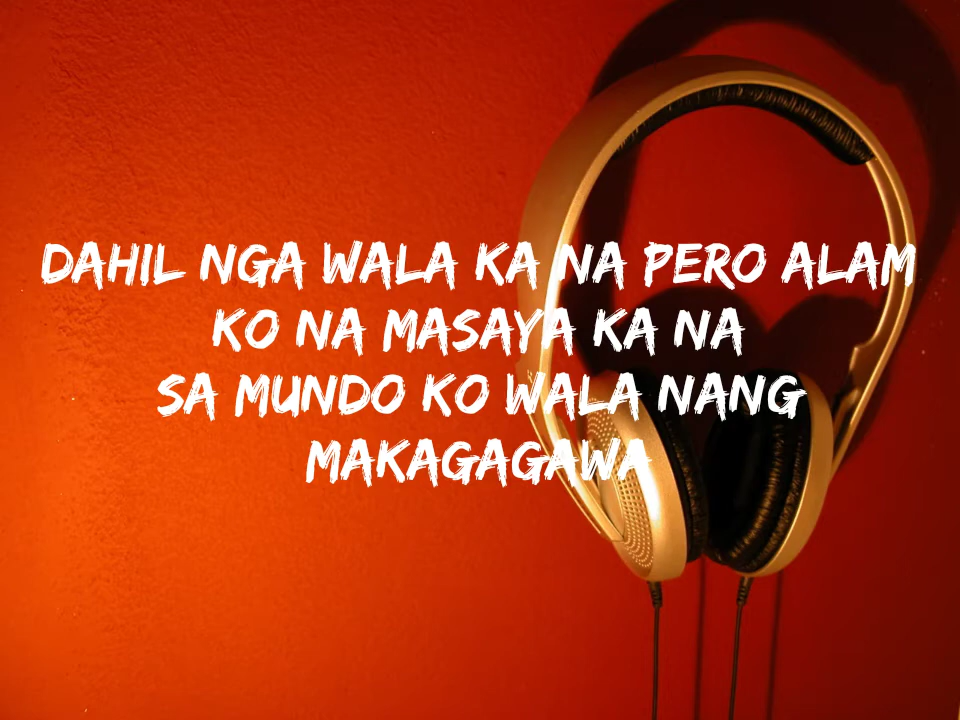 DAHIL NGA WALA KA NA PERO ALAM
KO NA MASAYA KA NA
SA MUNDO KO WALA NANG
MAKAGAGAWA